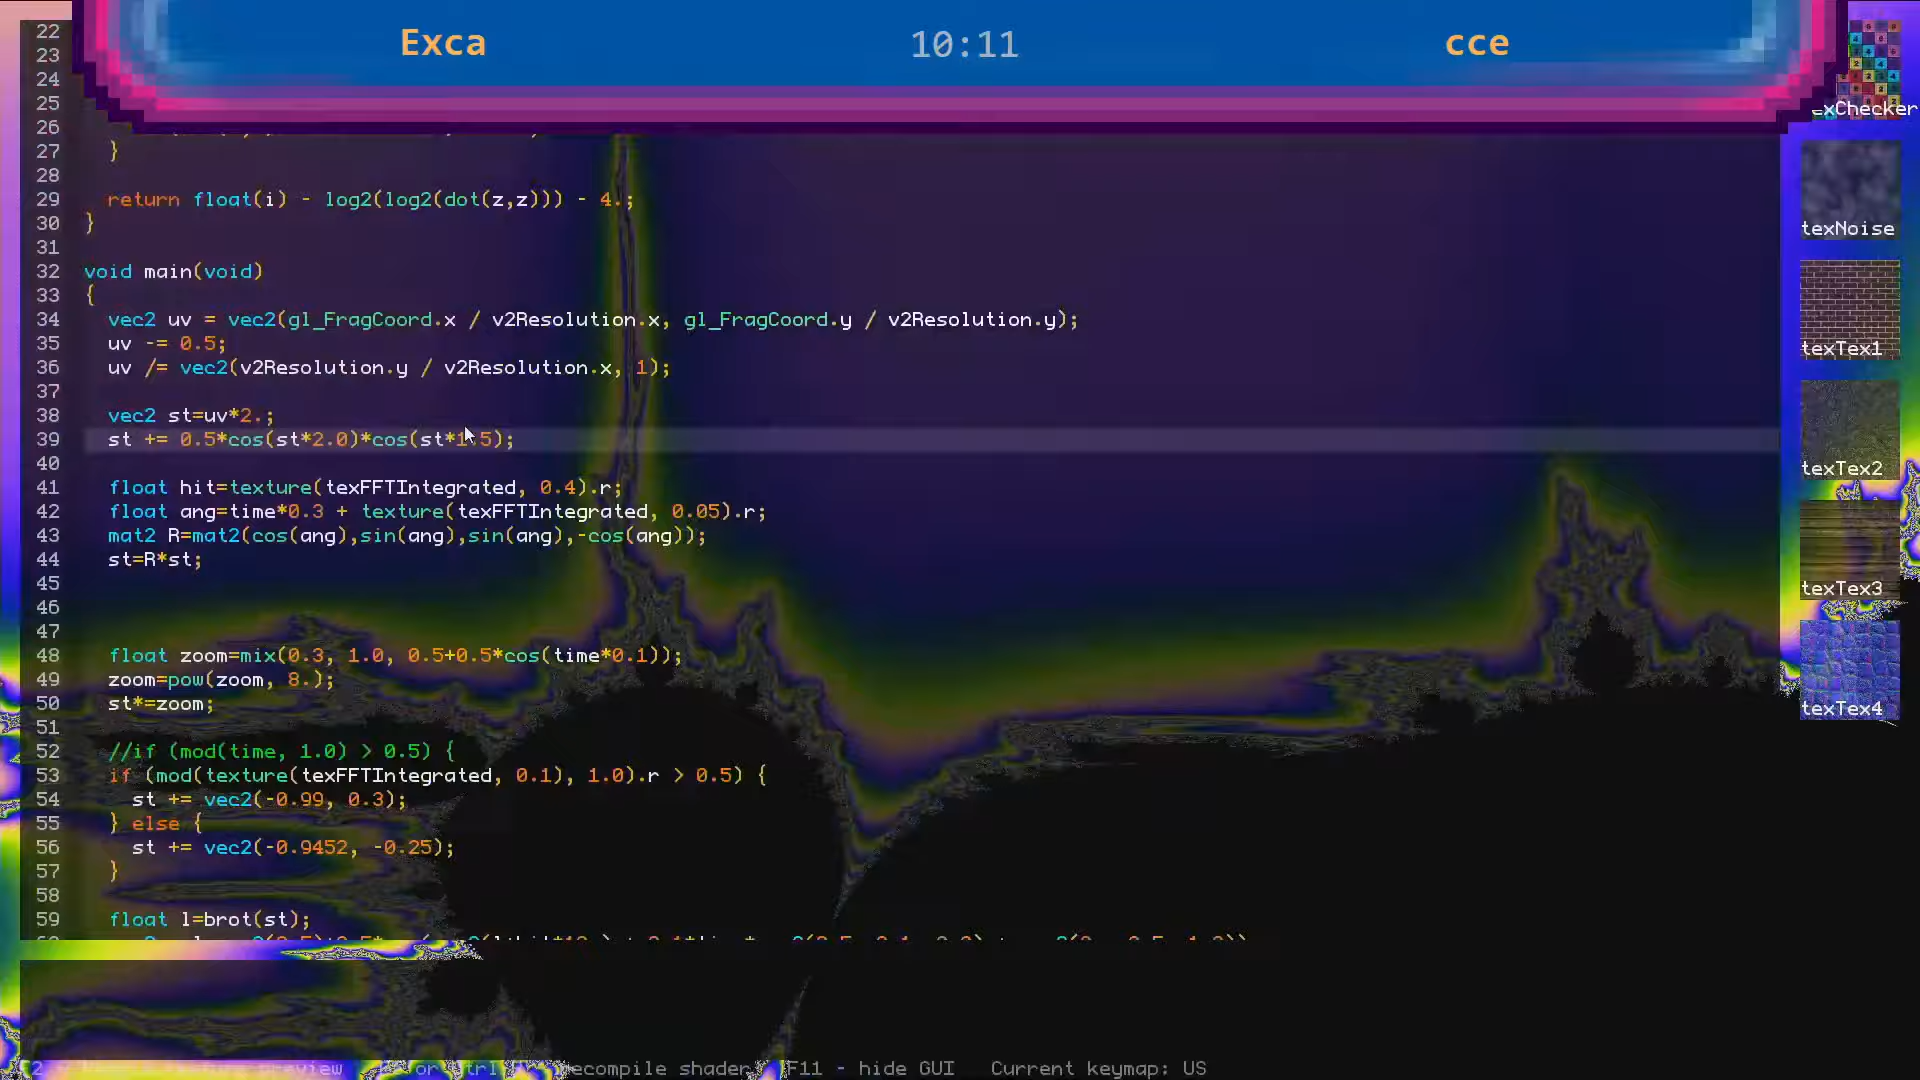 Exca
10:11
cce
22
23
24
25
26
27 }
28
29 return float(i) - log2(log2(dot(z,z))) - 4.;
30 }
31
32 void main(void)
33 {
34 vec2 uv = vec2(gl_FragCoord.x / v2Resolution.x, gl_FragCoord.y / v2Resolution.y);
35 uv -= 0.5;
36 uv /= vec2(v2Resolution.y / v2Resolution.x, 1);
37
38 vec2 st=uv*2.;
39 st += 0.5*cos(st*2.0)*cos(st*1.5);
40
41 float hit=texture(texFFTIntegrated, 0.4).r;
42 float ang=time*0.3 + texture(texFFTIntegrated, 0.05).r;
43 mat2 R=mat2(cos(ang),sin(ang),sin(ang),-cos(ang));
44 st=R*st;
45
46
47
48 float zoom=mix(0.3, 1.0, 0.5+0.5*cos(time*0.1));
49 zoom=pow(zoom, 8.);
50 st*=zoom;
51
52 //if (mod(time, 1.0) > 0.5) {
53 if (mod(texture(texFFTIntegrated, 0.1), 1.0).r > 0.5) {
54 st += vec2(-0.99, 0.3);
55 } else {
56 st += vec2(-0.9452, -0.25);
57 }
58
59 float l=brot(st);
exChecker
texNoise
texTex1
texTex2
texTex3
texTex4
ecompile shader F11 - hide GUI Current keymap: US